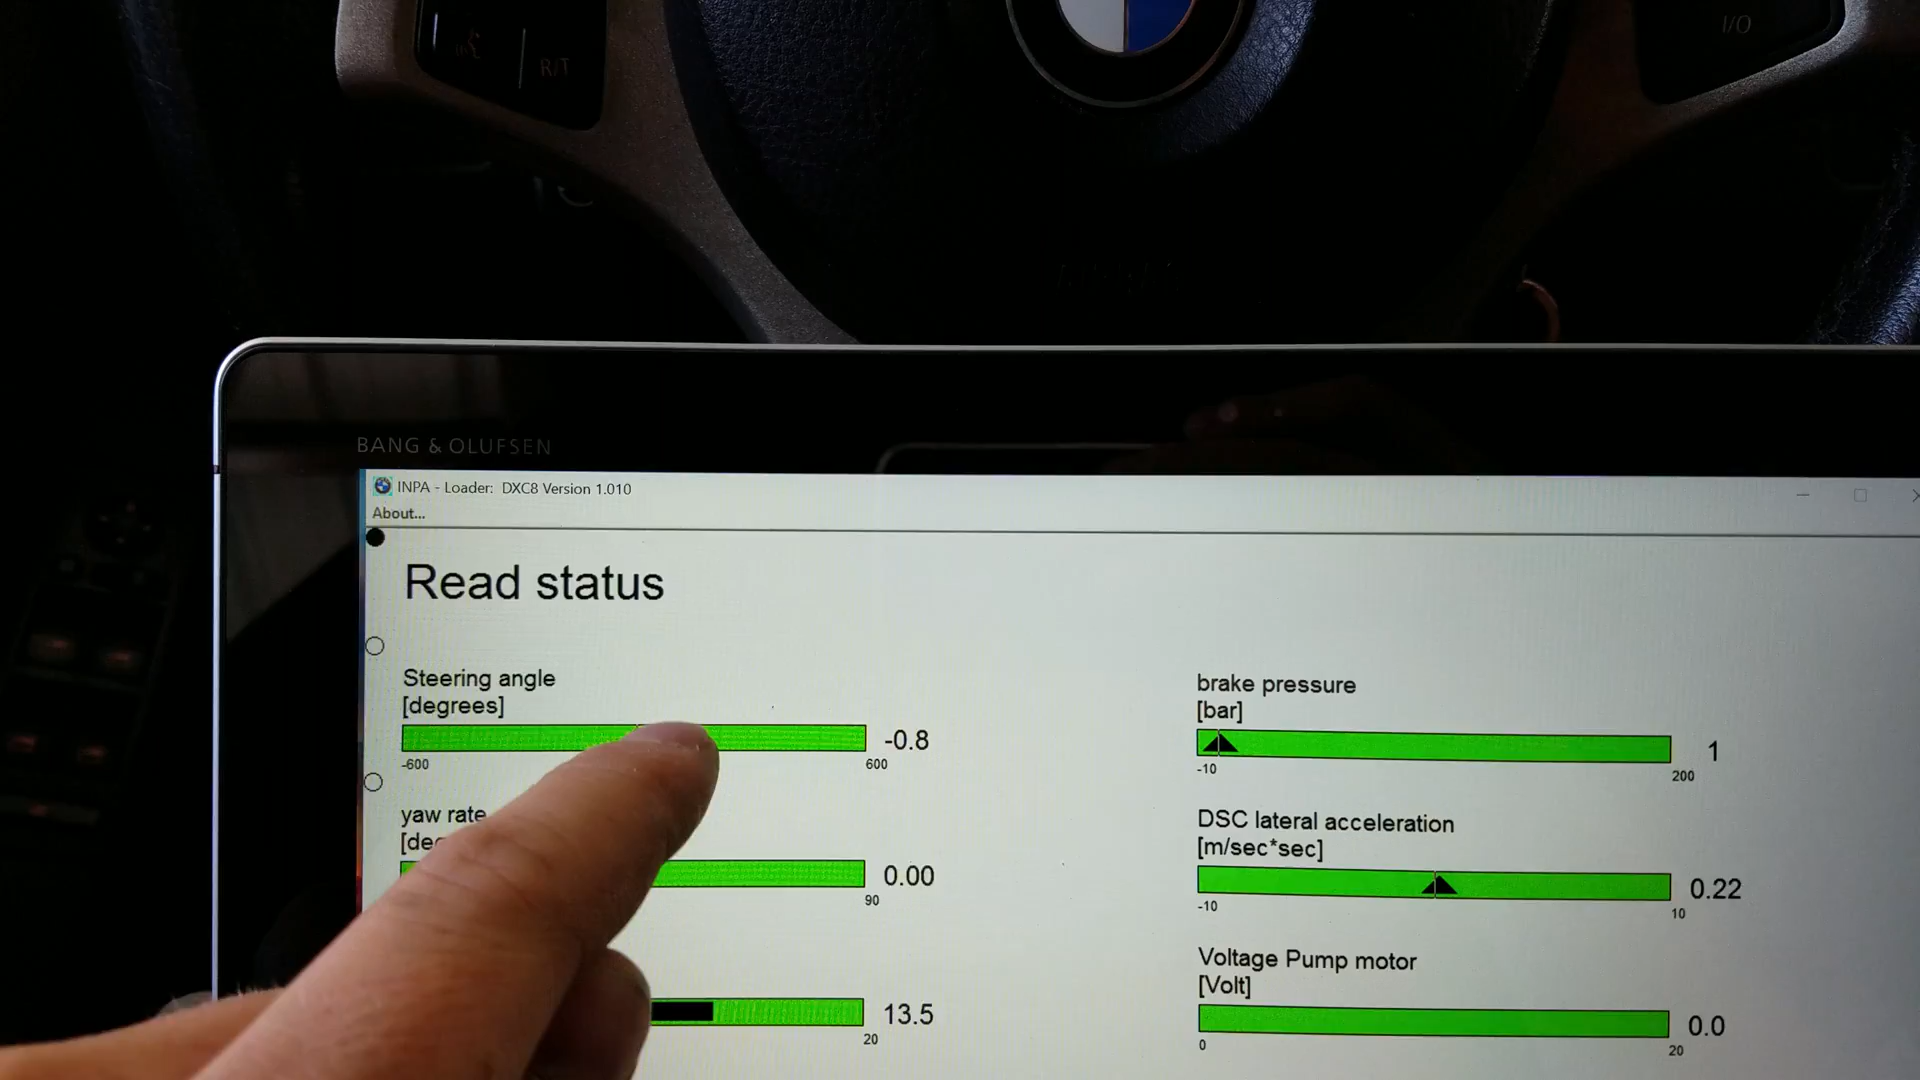 R/T
I/O
BANG & OLUFSEN
INPA - Loader: DXC8 Version 1.010
About...
Read status
Steering angle
[degrees]
-0.8
-600
600
brake pressure
[bar]
1
-10
200
yaw rate
[deg
0.00
90
DSC lateral acceleration
[m/sec*sec]
0.22
-10
10
13.5
20
Voltage Pump motor
[Volt]
0.0
0
20